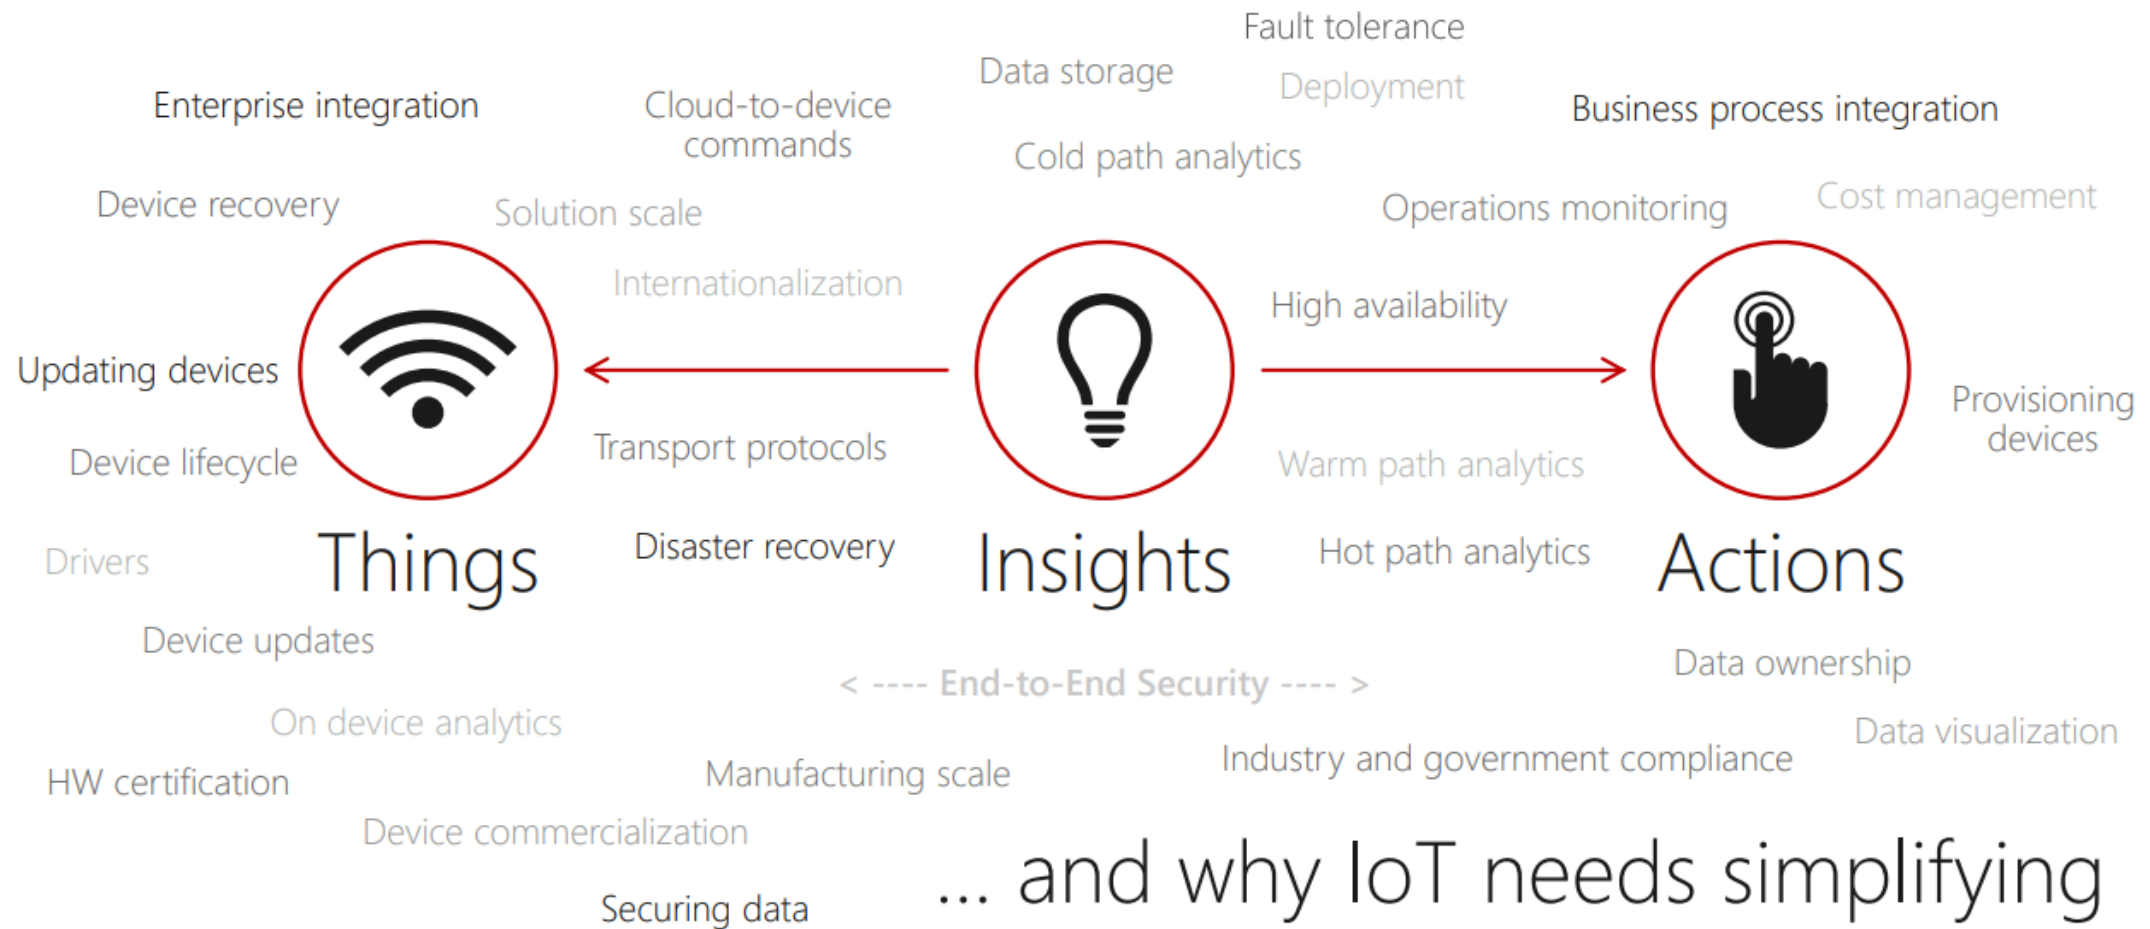 Fault tolerance
Data storage
Deployment
Enterprise integration
Cloud-to-device
commands
Business process integration
Cold path analytics
Device recovery
Solution scale
Operations monitoring
Cost management
Internationalization
High availability
Updating devices
Provisioning
devices
Device lifecycle
Transport protocols
Warm path analytics
Drivers
Things
Disaster recovery
Insights
Hot path analytics
Actions
Device updates
Data ownership
< ---- End-to-End Security ---- >
On device analytics
Data visualization
HW certification
Manufacturing scale
Industry and government compliance
Device commercialization
... and why IoT needs simplifying
Securing data